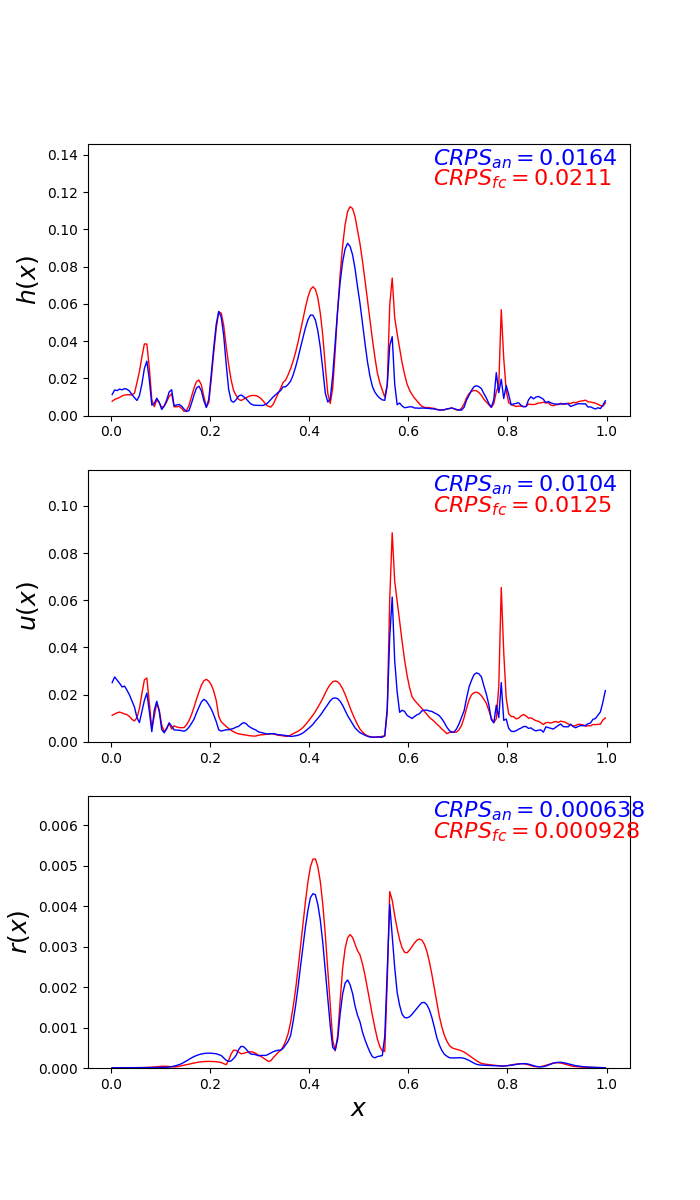 CRPS_an = 0.0164
CRPS_fc = 0.0211
h(x)
0.14
0.12
0.10
0.08
0.06
0.04
0.02
0.00
0.0 0.2 0.4 0.6 0.8 1.0
CRPS_an = 0.0104
CRPS_fc = 0.0125
u(x)
0.10
0.08
0.06
0.04
0.02
0.00
0.0 0.2 0.4 0.6 0.8 1.0
CRPS_an = 0.000638
CRPS_fc = 0.000928
r(x)
0.006
0.005
0.004
0.003
0.002
0.001
0.000
0.0 0.2 0.4 0.6 0.8 1.0
x